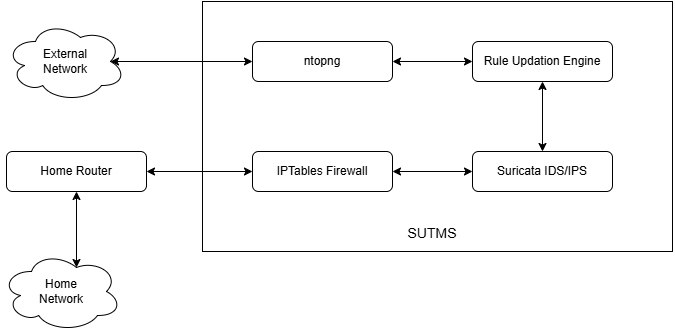 External
Network
ntopng
Rule Updation Engine
Home Router
IPTables Firewall
Suricata IDS/IPS
SUTMS
Home
Network